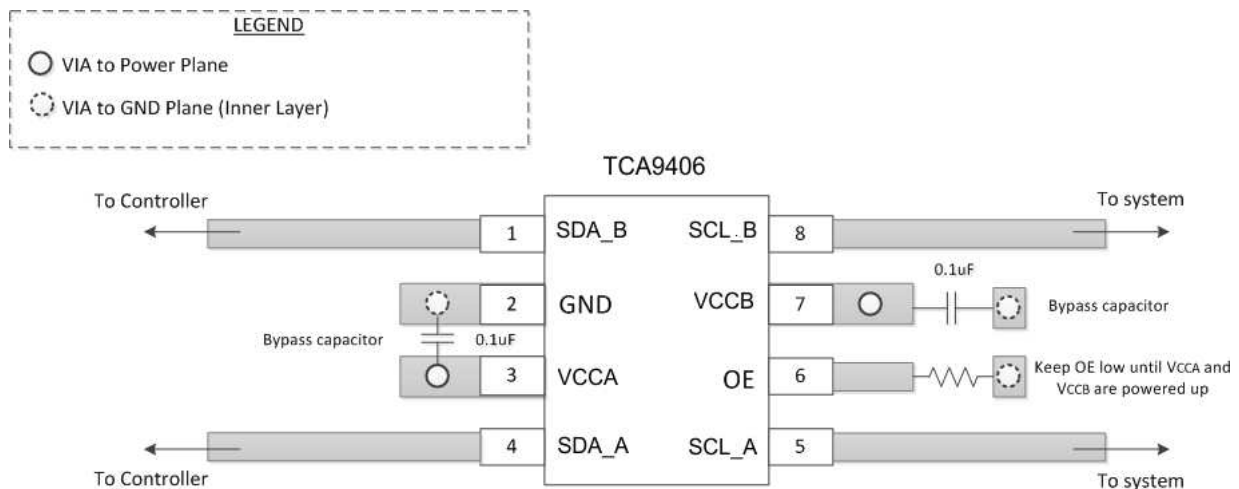 LEGEND
VIA to Power Plane
VIA to GND Plane (Inner Layer)
TCA9406
To Controller
To system
1
SDA_B
SCL_B
8
0.1uF
2
GND
VCCB
7
Bypass capacitor
Bypass capacitor
0.1uF
3
VCCA
OE
6
Keep OE low until VCCA and
VCCB are powered up
4
SDA_A
SCL_A
5
To Controller
To system